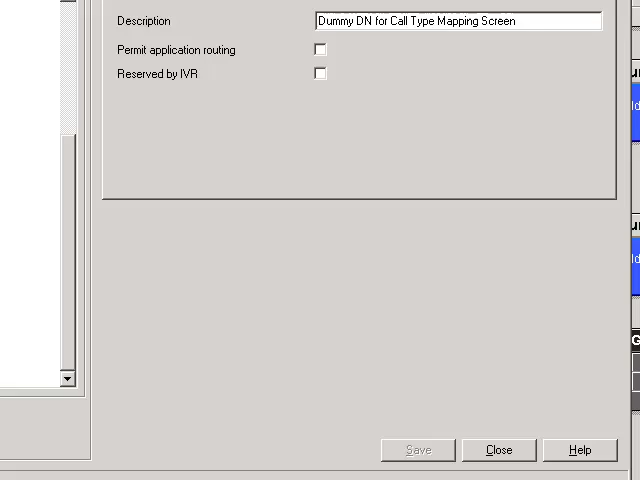 Description
Dummy DN for Call Type Mapping Screen
Permit application routing
Reserved by IVR
Save
Close
Help